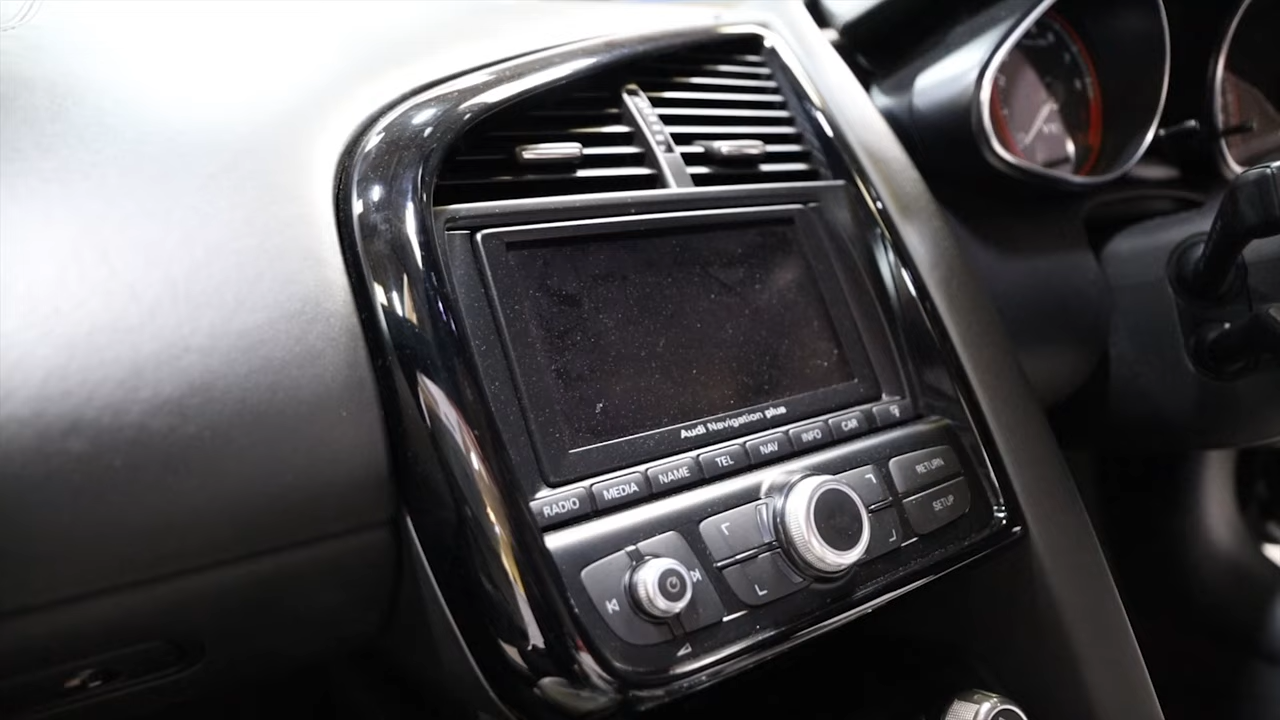 Audi Navigation plus
RADIO MEDIA NAME TEL NAV INFO CAR
RETURN
SETUP